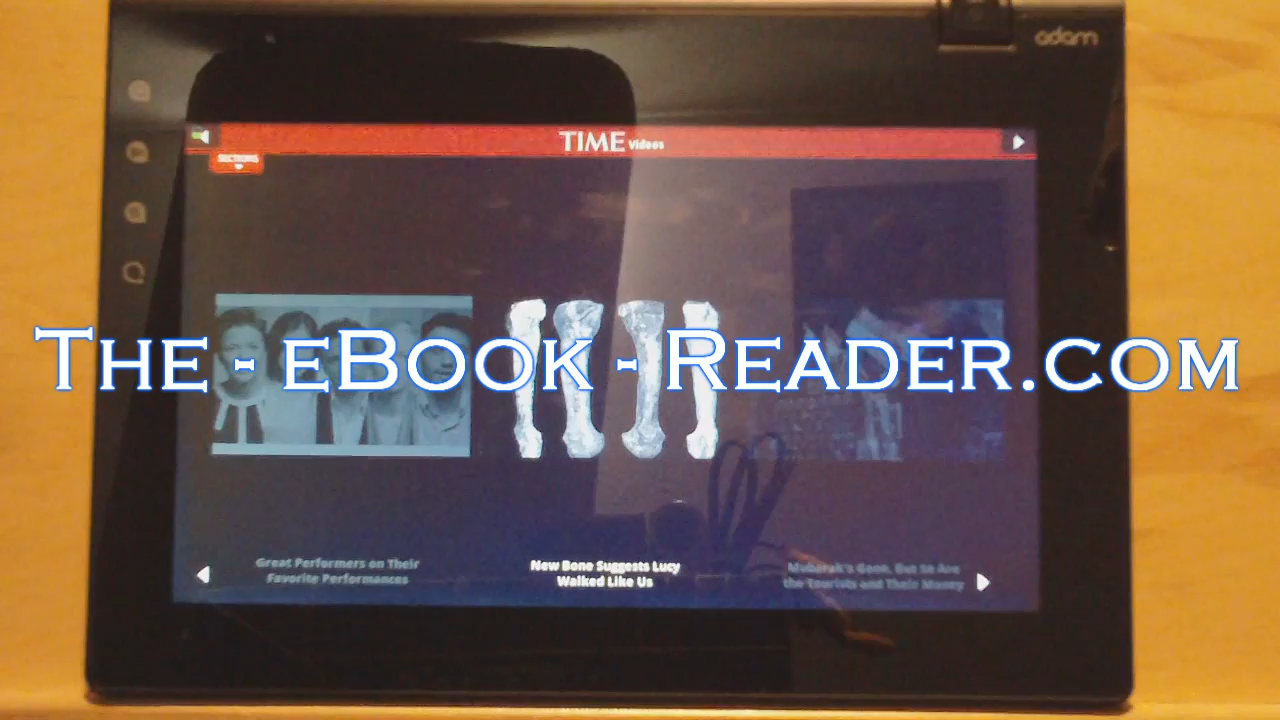 adam
TIME Videos
SECTIONS
The - eBook - Reader.com
Great Performers on Their
Favorite Performances
New Bone Suggests Lucy
Walked Like Us
Mubarak's Gone, But So Are
the Tourists and Their Money